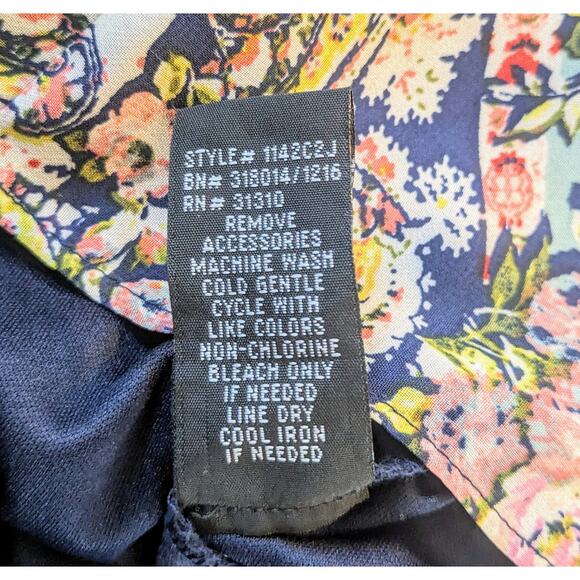 STYLE# 1142C2J
BN# 318014/1216
RN# 31310
REMOVE
ACCESSORIES
MACHINE WASH
COLD GENTLE
CYCLE WITH
LIKE COLORS
NON-CHLORINE
BLEACH ONLY
IF NEEDED
LINE DRY
COOL IRON
IF NEEDED